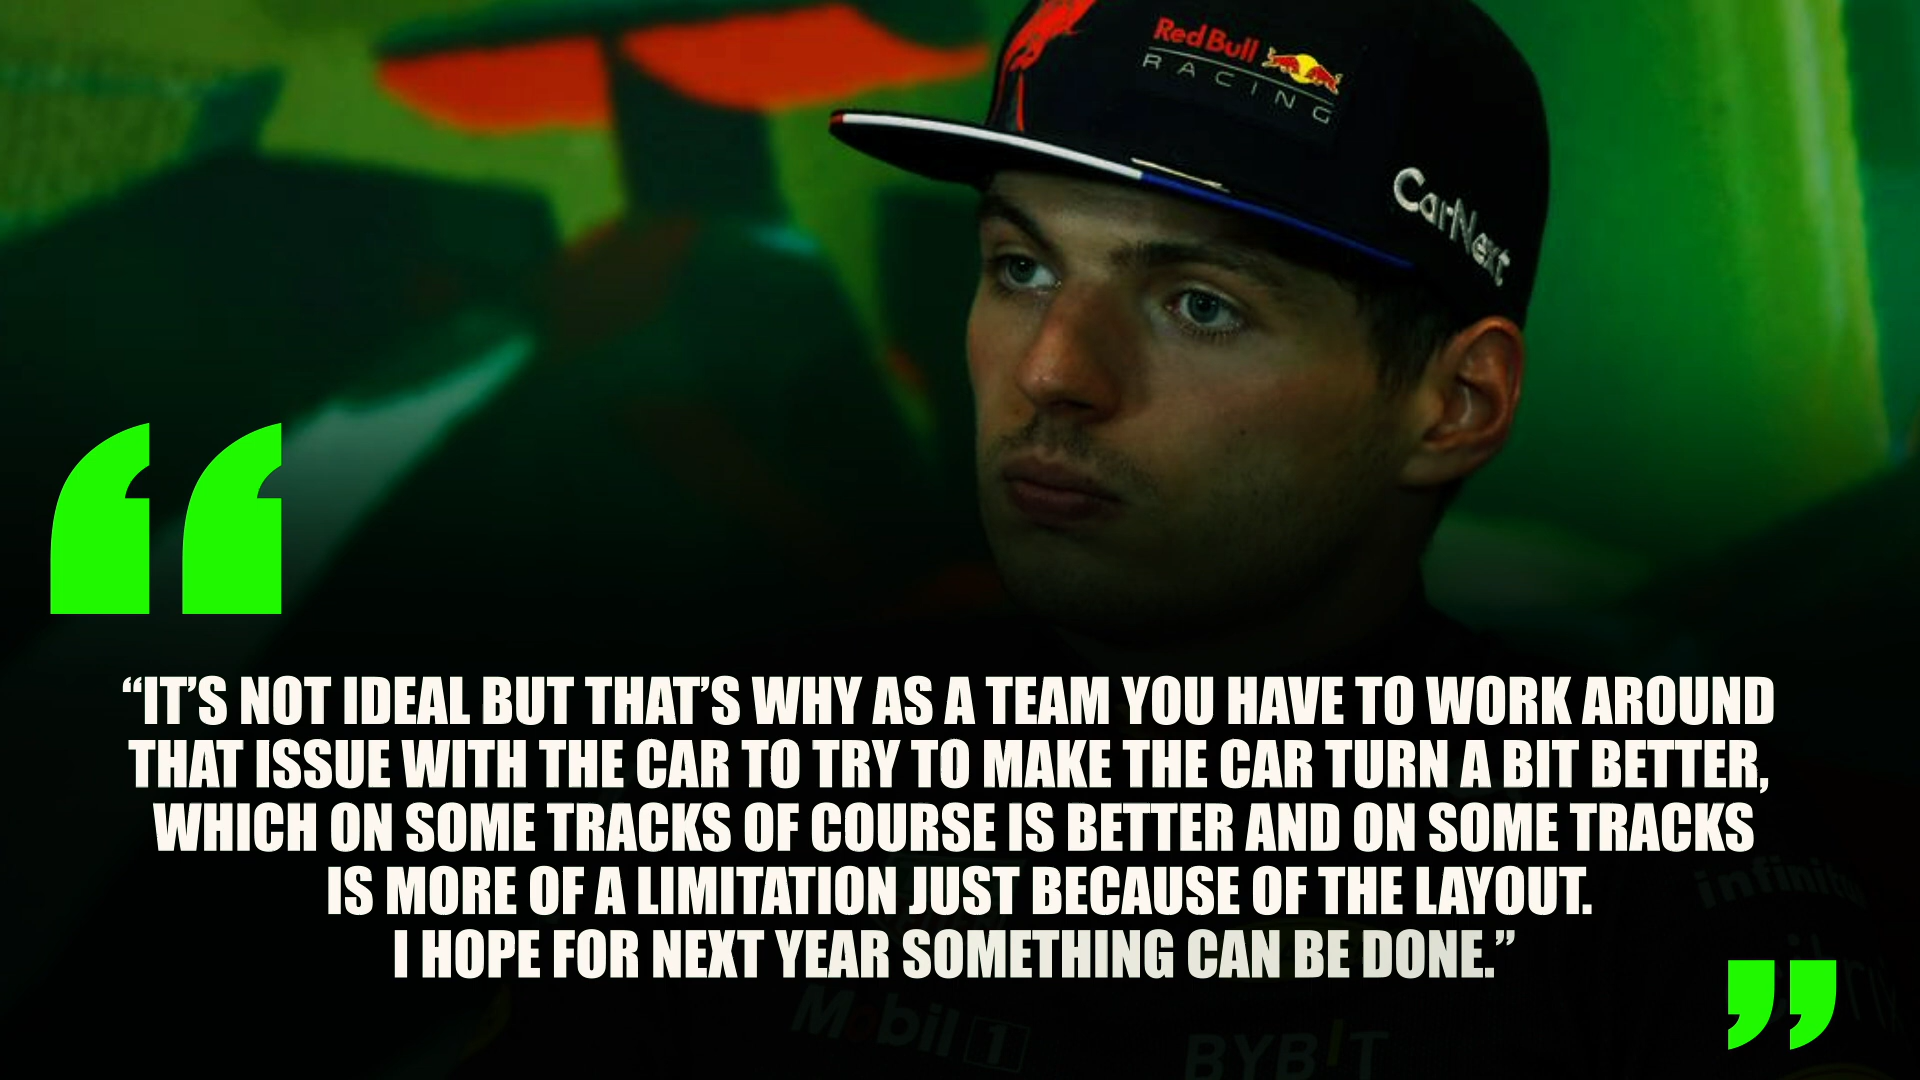 Red Bull
RACING
CarNext
“IT’S NOT IDEAL BUT THAT’S WHY AS A TEAM YOU HAVE TO WORK AROUND
THAT ISSUE WITH THE CAR TO TRY TO MAKE THE CAR TURN A BIT BETTER,
WHICH ON SOME TRACKS OF COURSE IS BETTER AND ON SOME TRACKS
IS MORE OF A LIMITATION JUST BECAUSE OF THE LAYOUT.
I HOPE FOR NEXT YEAR SOMETHING CAN BE DONE.”
Mobil 1
BYBIT